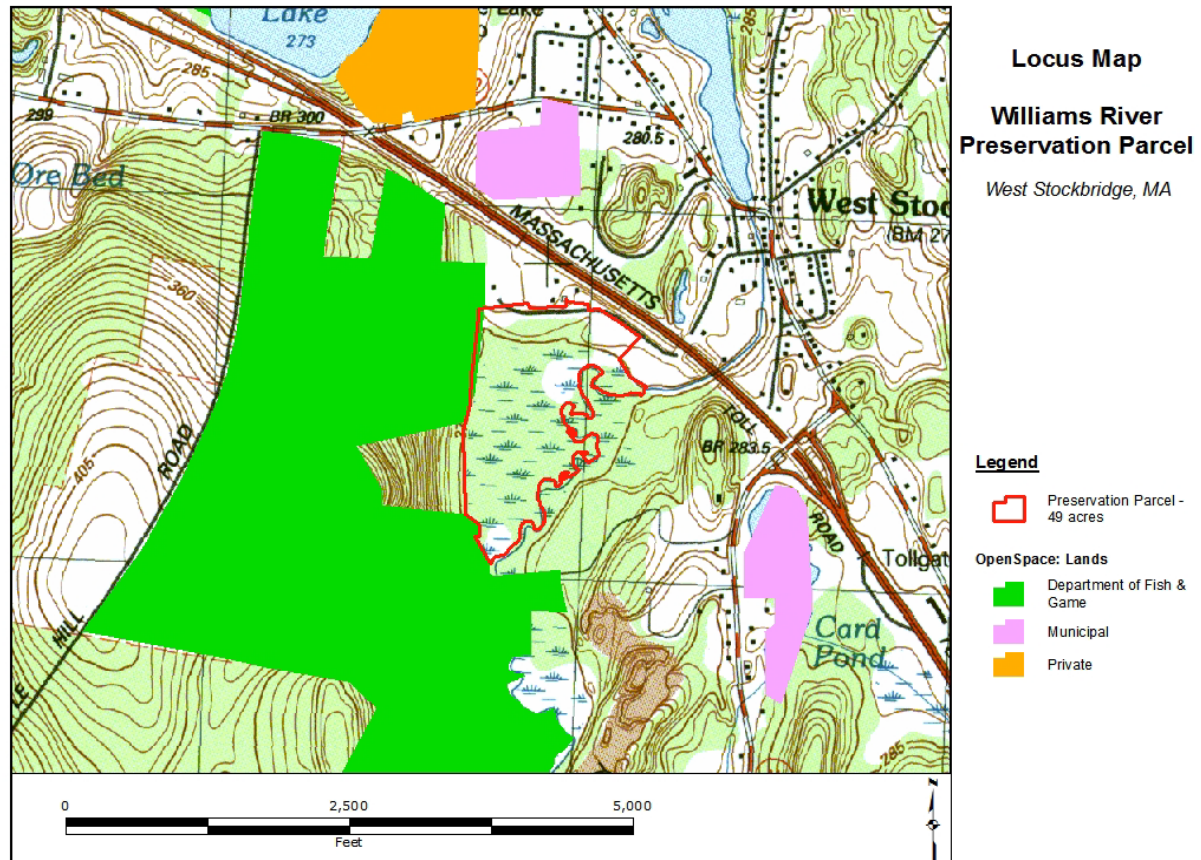 Lake
273
Lake
285
285
299
BR 300
280.5
Ore Bed
MASSACHUSETTS
West Stoc
(BM 27
360
405
ROAD
TOLL
BR 283.5
ROAD
Tollgat
HILL
Card
Pond
LE
285
0
2,500
5,000
Feet
Locus Map
Williams River
Preservation Parcel
West Stockbridge, MA
Legend
Preservation Parcel -
49 acres
OpenSpace: Lands
Department of Fish &
Game
Municipal
Private